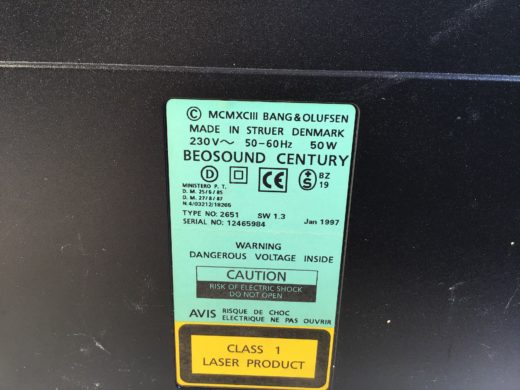 © MCMXCIII BANG & OLUFSEN
MADE IN STRUER DENMARK
230V~ 50-60Hz 50W
BEOSOUND CENTURY
D CE S BZ 19
MINISTERO P. T.
D. M. 25/6/85
D. M. 27/8/87
N.4/03212/18265
TYPE NO: 2651 SW 1.3 Jan 1997
SERIAL NO: 12465984
WARNING
DANGEROUS VOLTAGE INSIDE
CAUTION
RISK OF ELECTRIC SHOCK
DO NOT OPEN
AVIS RISQUE DE CHOC
ELECTRIQUE NE PAS OUVRIR
CLASS 1
LASER PRODUCT